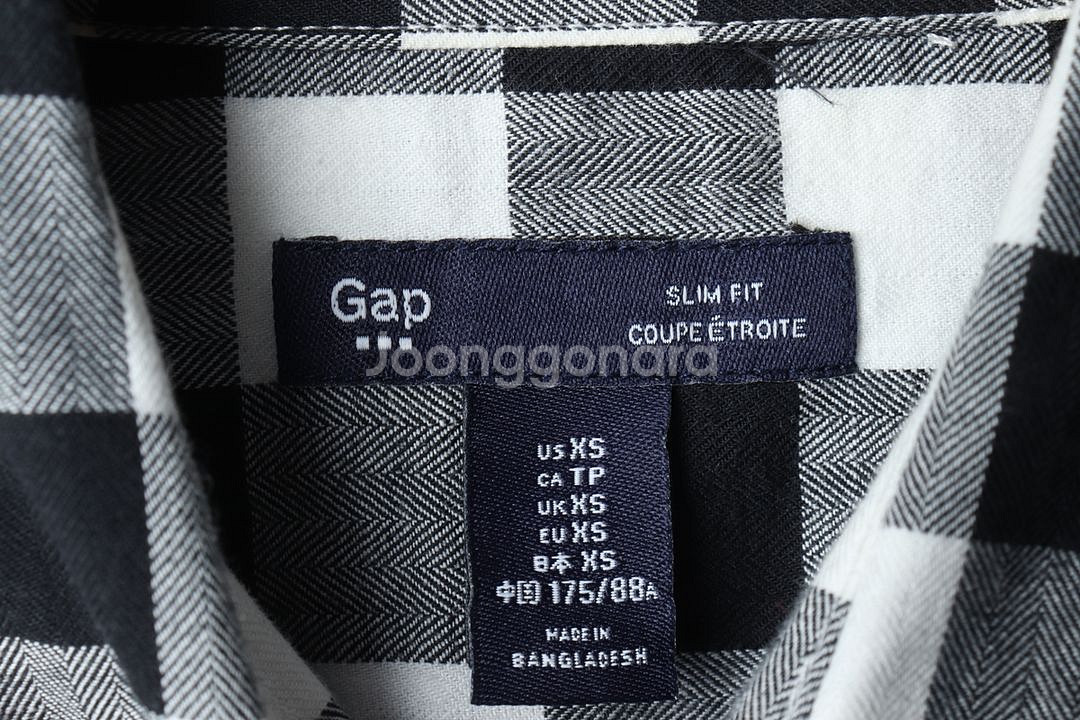 Gap
SLIM FIT
COUPE ÉTROITE
Joonggonara
US XS
CA TP
UK XS
EU XS
日本 XS
中国 175/88A
MADE IN
BANGLADESH